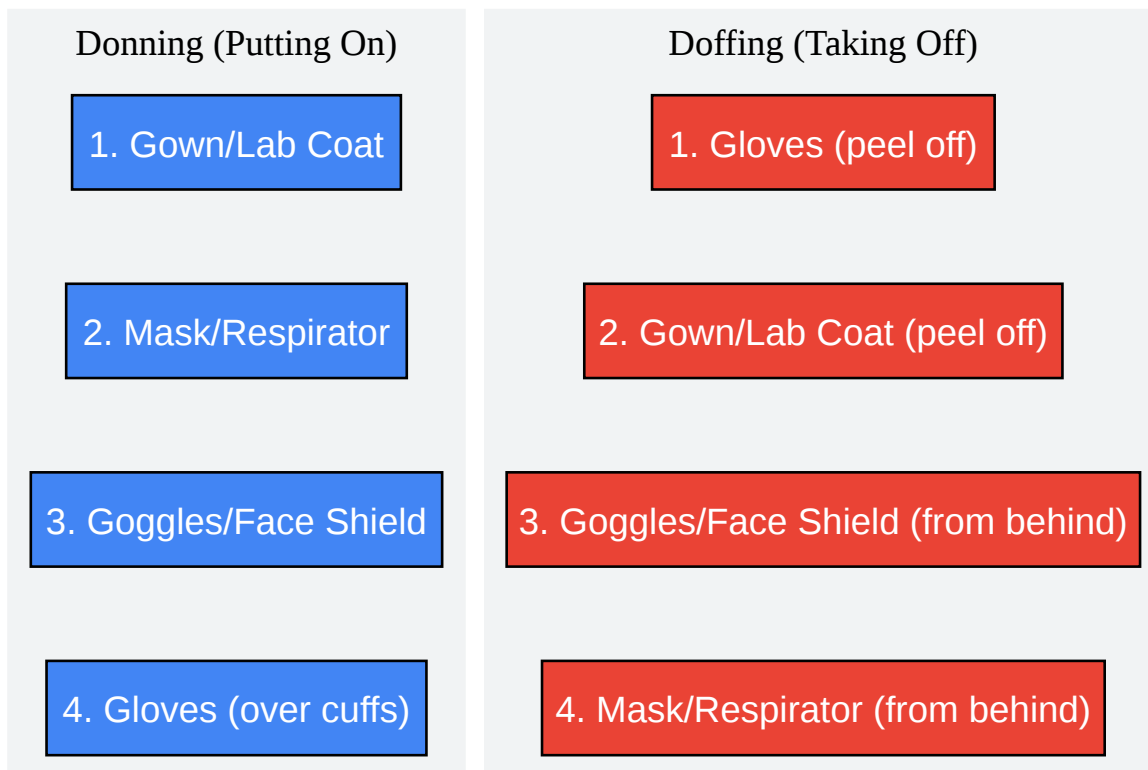 Donning (Putting On)
1. Gown/Lab Coat
2. Mask/Respirator
3. Goggles/Face Shield
4. Gloves (over cuffs)
Doffing (Taking Off)
1. Gloves (peel off)
2. Gown/Lab Coat (peel off)
3. Goggles/Face Shield (from behind)
4. Mask/Respirator (from behind)